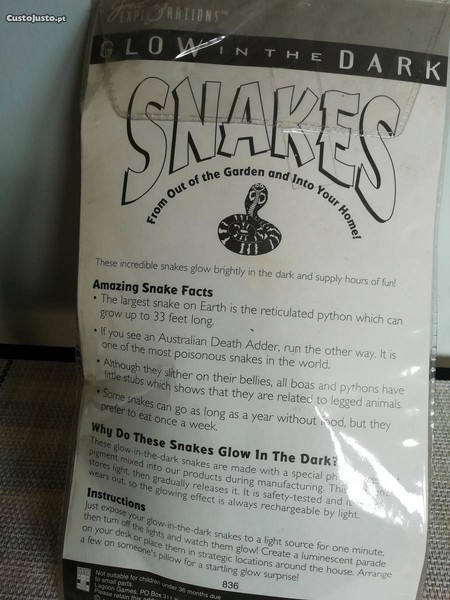 CustoJusto.pt
Great EXPLORATIONS™
GLOW IN THE DARK
SNAKES
From Out of the Garden and Into Your Home!
These incredible snakes glow brightly in the dark and supply hours of fun!
Amazing Snake Facts
• The largest snake on Earth is the reticulated python which can
grow up to 33 feet long.
• If you see an Australian Death Adder, run the other way. It is
one of the most poisonous snakes in the world.
• Although they slither on their bellies, all boas and pythons have
little stubs which shows that they are related to legged animals.
• Some snakes can go as long as a year without food, but they
prefer to eat once a week.
Why Do These Snakes Glow In The Dark?
These glow-in-the-dark snakes are made with a special
pigment mixed into our products during manufacturing. This
stores light, then gradually releases it. It is safety-tested and
wears out, so the glowing effect is always rechargeable by light.
Instructions
Just expose your glow-in-the-dark snakes to a light source for one minute,
then turn off the lights and watch them glow! Create a luminescent parade
on your desk or place them in strategic locations around the house. Arrange
a few on someone's pillow for a startling glow surprise!
Not suitable for children under 36 months due
to small parts.
836
Lagoon Games, PO Box 311
Please retain this